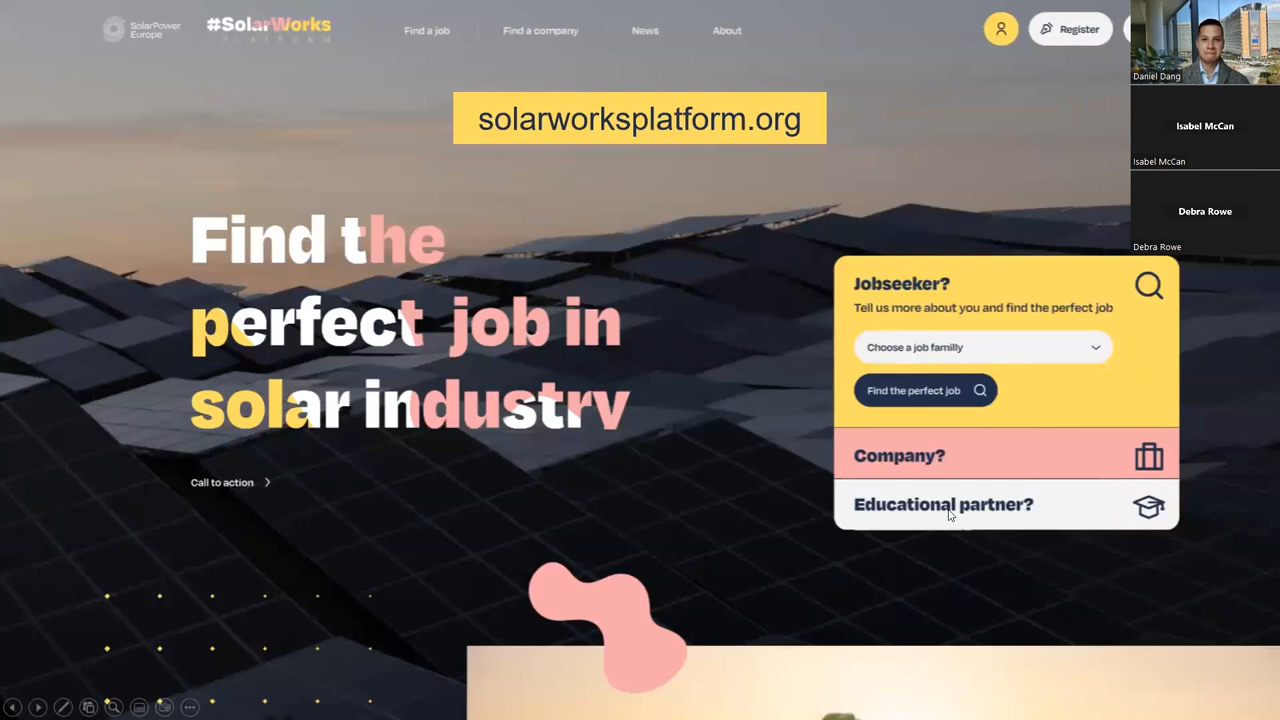 SolarPower
Europe
#SolarWorks
PLATFORM
Find a job
Find a company
News
About
Register
Daniel Dang
Isabel McCan
Isabel McCan
Debra Rowe
Debra Rowe
solarworksplatform.org
Find the
perfect job in
solar industry
Call to action
Jobseeker?
Tell us more about you and find the perfect job
Choose a job familly
Find the perfect job
Company?
Educational partner?